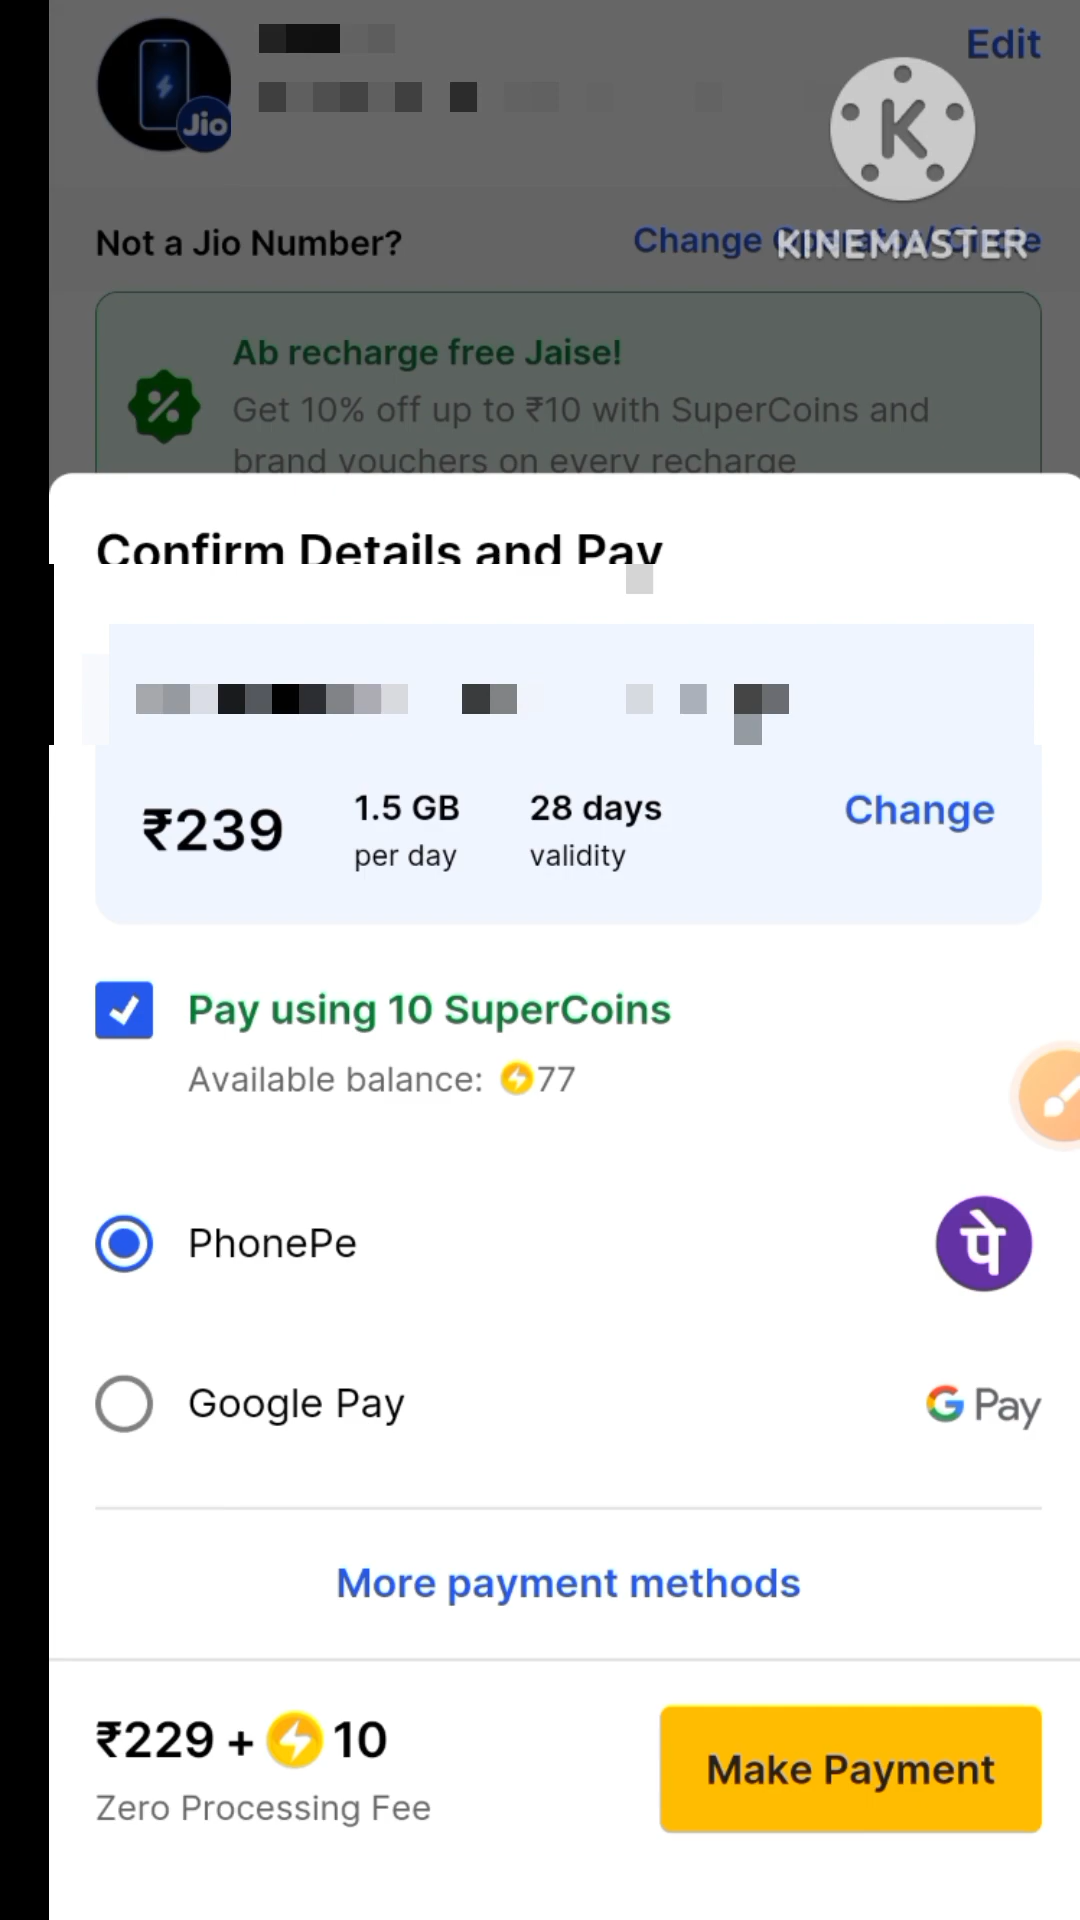 Edit
Jio
K
Not a Jio Number?
Change
KINEMASTER
Ab recharge free Jaise!
Get 10% off up to ₹10 with SuperCoins and
brand vouchers on every recharge
Confirm Details and Pay
₹239
1.5 GB
per day
28 days
validity
Change
Pay using 10 SuperCoins
Available balance: 77
PhonePe
पे
Google Pay
G Pay
More payment methods
₹229 + 10
Zero Processing Fee
Make Payment